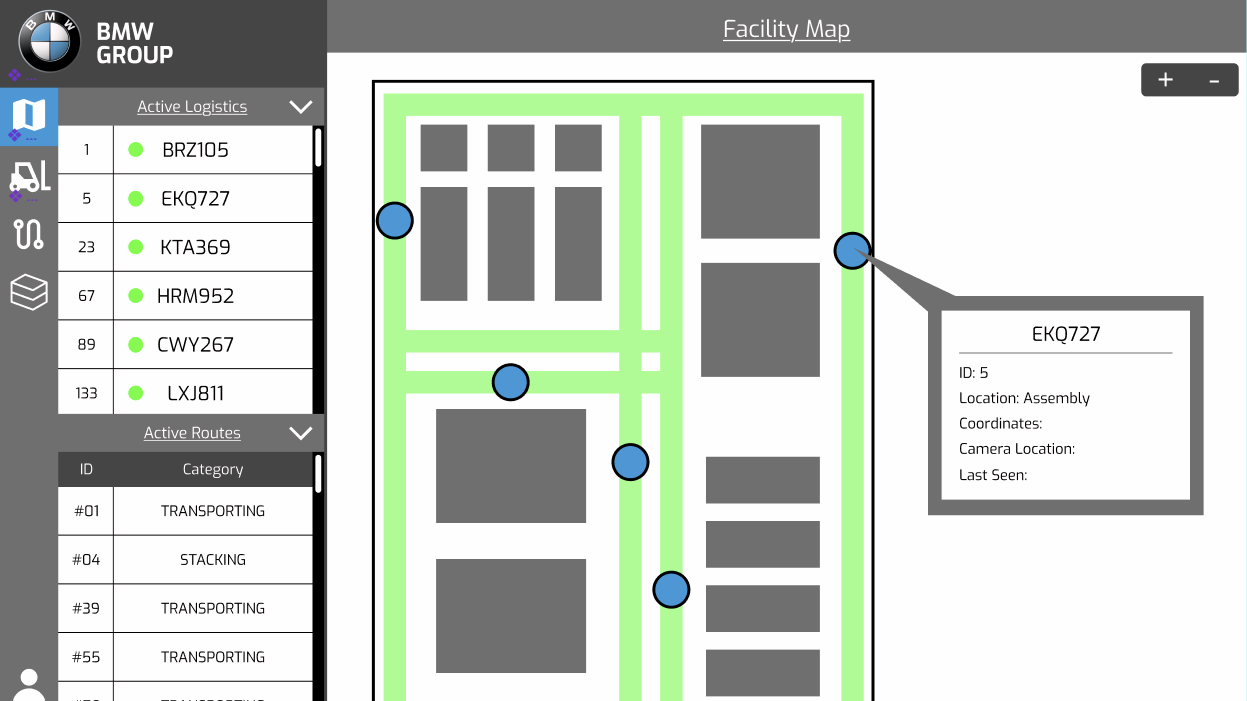 BMW
BMW
GROUP
Facility Map
+ -
Active Logistics
1 BRZ105
5 EKQ727
23 KTA369
67 HRM952
89 CWY267
133 LXJ811
Active Routes
ID Category
#01 TRANSPORTING
#04 STACKING
#39 TRANSPORTING
#55 TRANSPORTING
EKQ727
ID: 5
Location: Assembly
Coordinates:
Camera Location:
Last Seen: